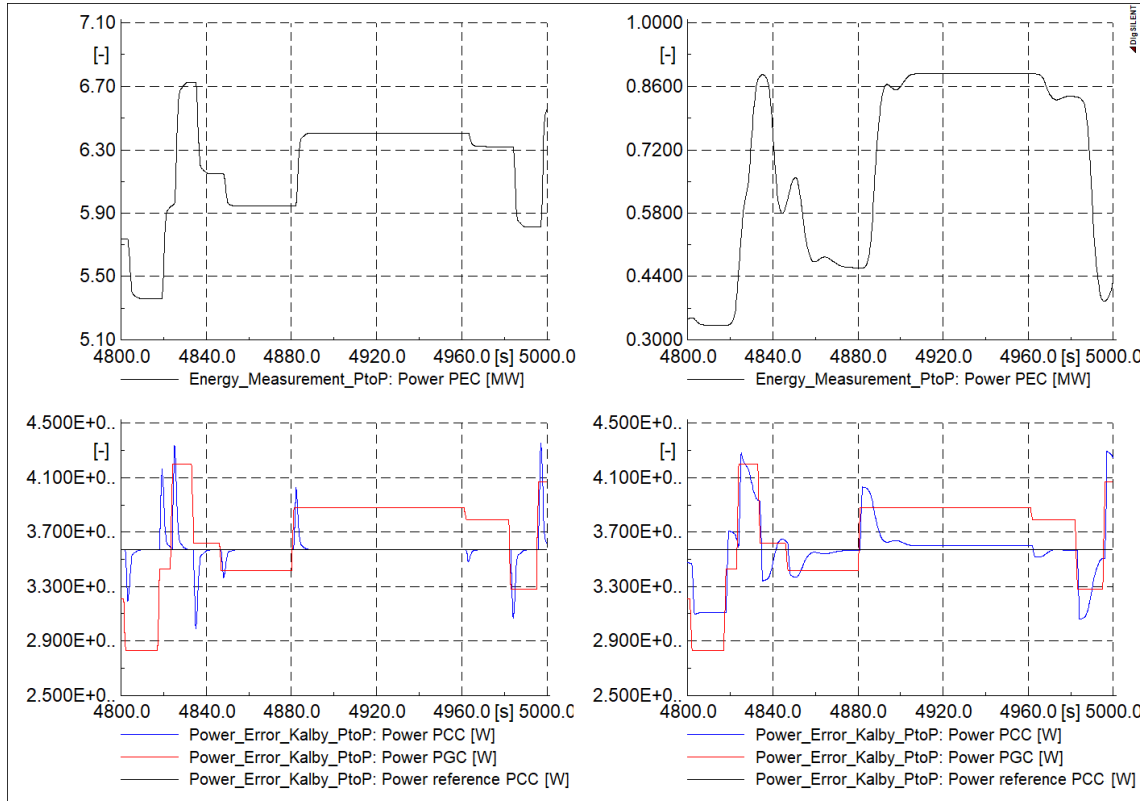 7.10
[-]
6.70
6.30
5.90
5.50
5.10
4800.0 4840.0 4880.0 4920.0 4960.0 [s] 5000.0
Energy_Measurement_PtoP: Power PEC [MW]
1.0000
[-]
0.8600
0.7200
0.5800
0.4400
0.3000
4800.0 4840.0 4880.0 4920.0 4960.0 [s] 5000.0
Energy_Measurement_PtoP: Power PEC [MW]
DIgSILENT
4.500E+0..
[-]
4.100E+0..
3.700E+0..
3.300E+0..
2.900E+0..
2.500E+0..
4800.0 4840.0 4880.0 4920.0 4960.0 [s] 5000.0
Power_Error_Kalby_PtoP: Power PCC [W]
Power_Error_Kalby_PtoP: Power PGC [W]
Power_Error_Kalby_PtoP: Power reference PCC [W]
4.500E+0..
[-]
4.100E+0..
3.700E+0..
3.300E+0..
2.900E+0..
2.500E+0..
4800.0 4840.0 4880.0 4920.0 4960.0 [s] 5000.0
Power_Error_Kalby_PtoP: Power PCC [W]
Power_Error_Kalby_PtoP: Power PGC [W]
Power_Error_Kalby_PtoP: Power reference PCC [W]